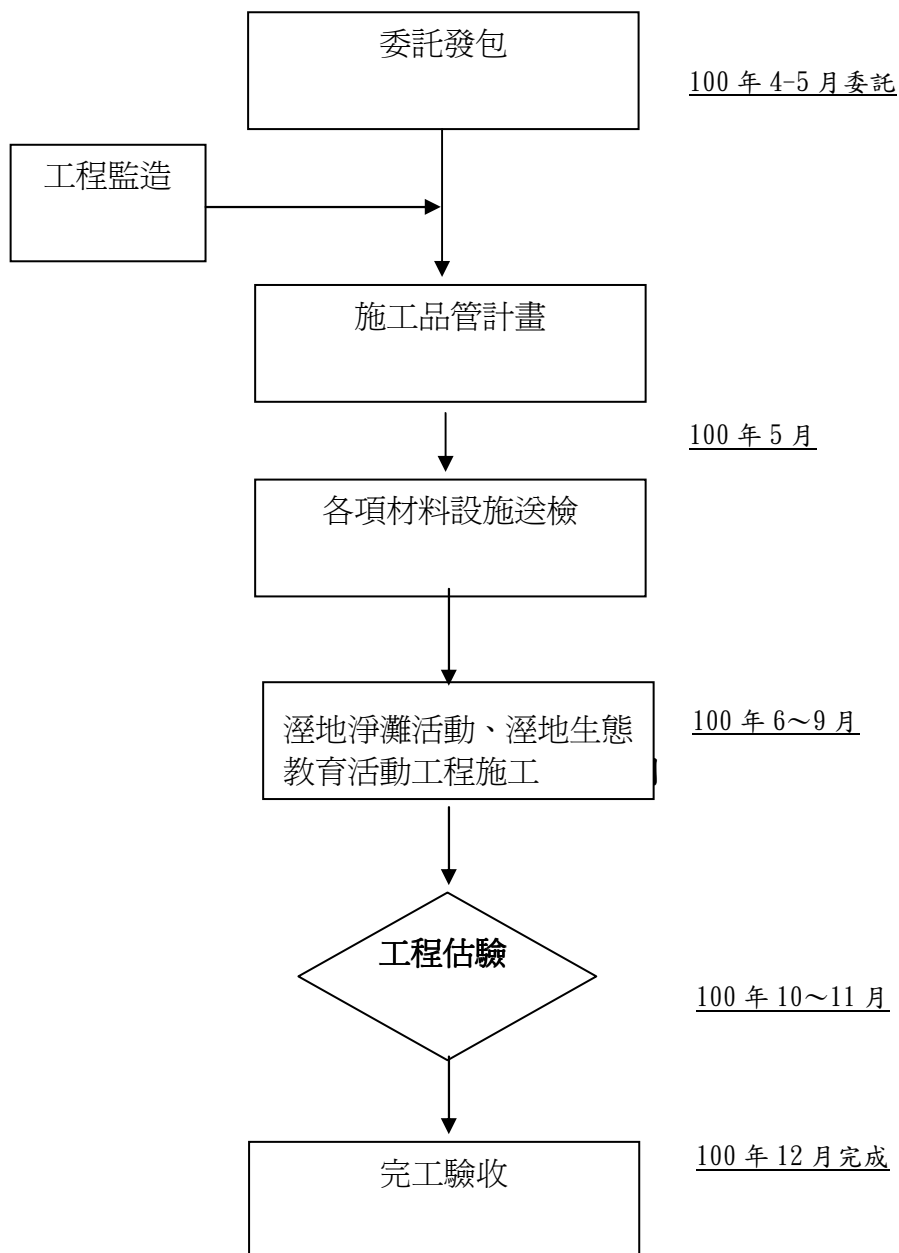 委託發包
100 年 4-5 月委託
工程監造
施工品管計畫
100 年 5 月
各項材料設施送檢
溼地淨灘活動、溼地生態
教育活動工程施工
100 年 6～9 月
工程估驗
100 年 10～11 月
完工驗收
100 年 12 月完成